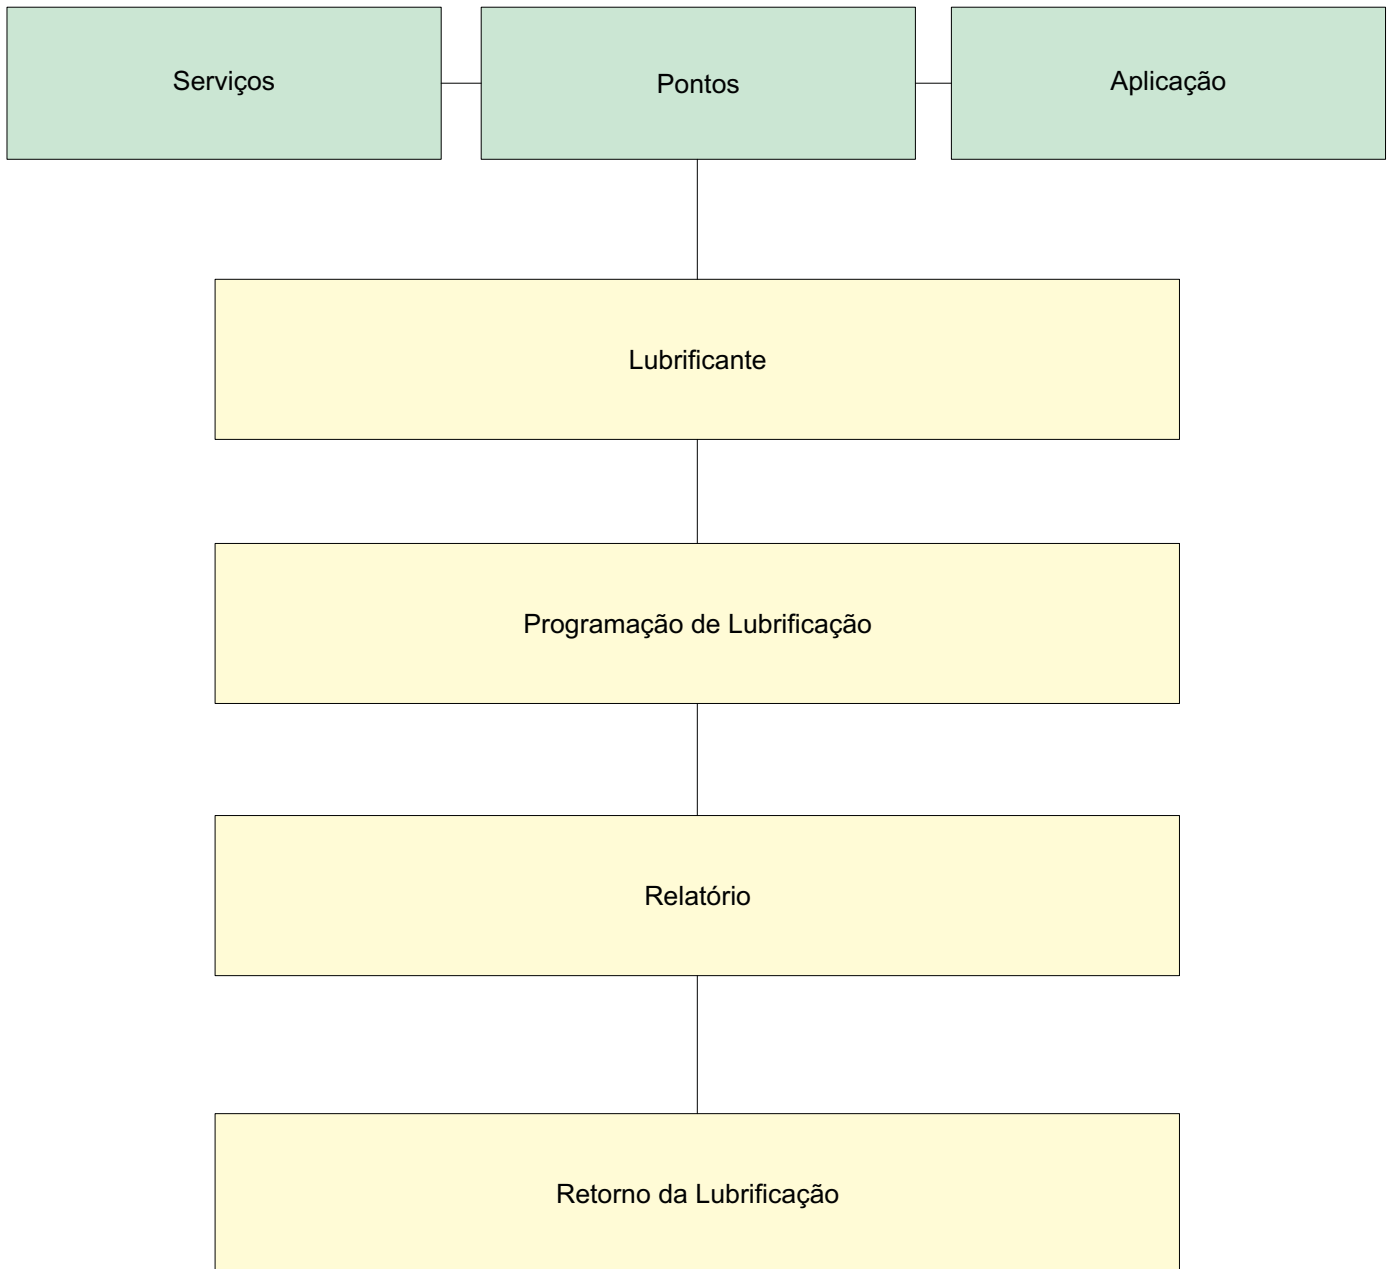 Serviços
Pontos
Aplicação
Lubrificante
Programação de Lubrificação
Relatório
Retorno da Lubrificação